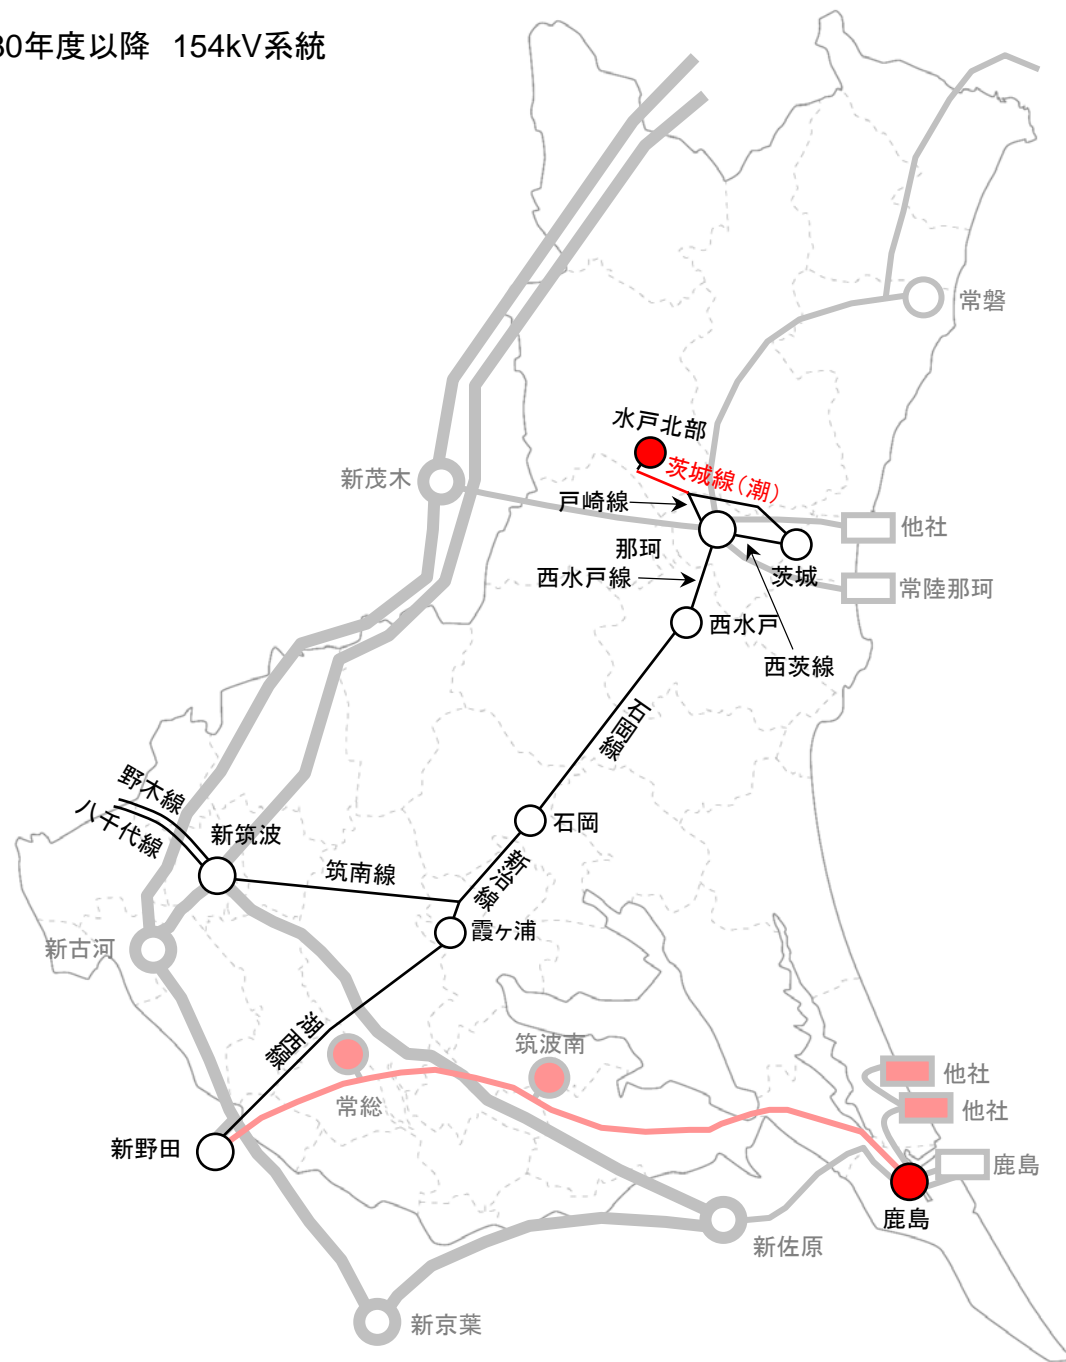 80年度以降 154kV系統
常磐
水戸北部
茨城線(潮)
新茂木
戸崎線
他社
那珂
西水戸線
茨城
常陸那珂
西水戸
西茨線
石岡線
野木線
八千代線
新筑波
石岡
筑南線
新治線
霞ヶ浦
新古河
湖西線
筑波南
常総
他社
他社
新野田
鹿島
鹿島
新佐原
新京葉